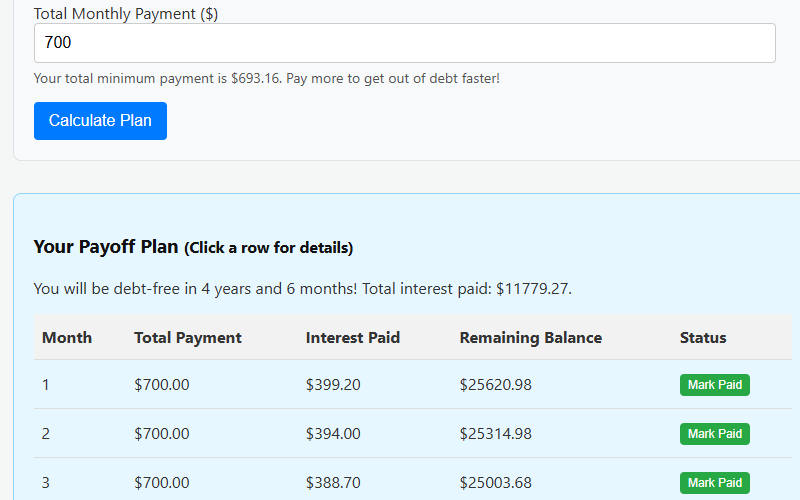 Total Monthly Payment ($)
700
Your total minimum payment is $693.16. Pay more to get out of debt faster!
Calculate Plan
Your Payoff Plan (Click a row for details)
You will be debt-free in 4 years and 6 months! Total interest paid: $11779.27.
Month Total Payment Interest Paid Remaining Balance Status
1 $700.00 $399.20 $25620.98 Mark Paid
2 $700.00 $394.00 $25314.98 Mark Paid
3 $700.00 $388.70 $25003.68 Mark Paid